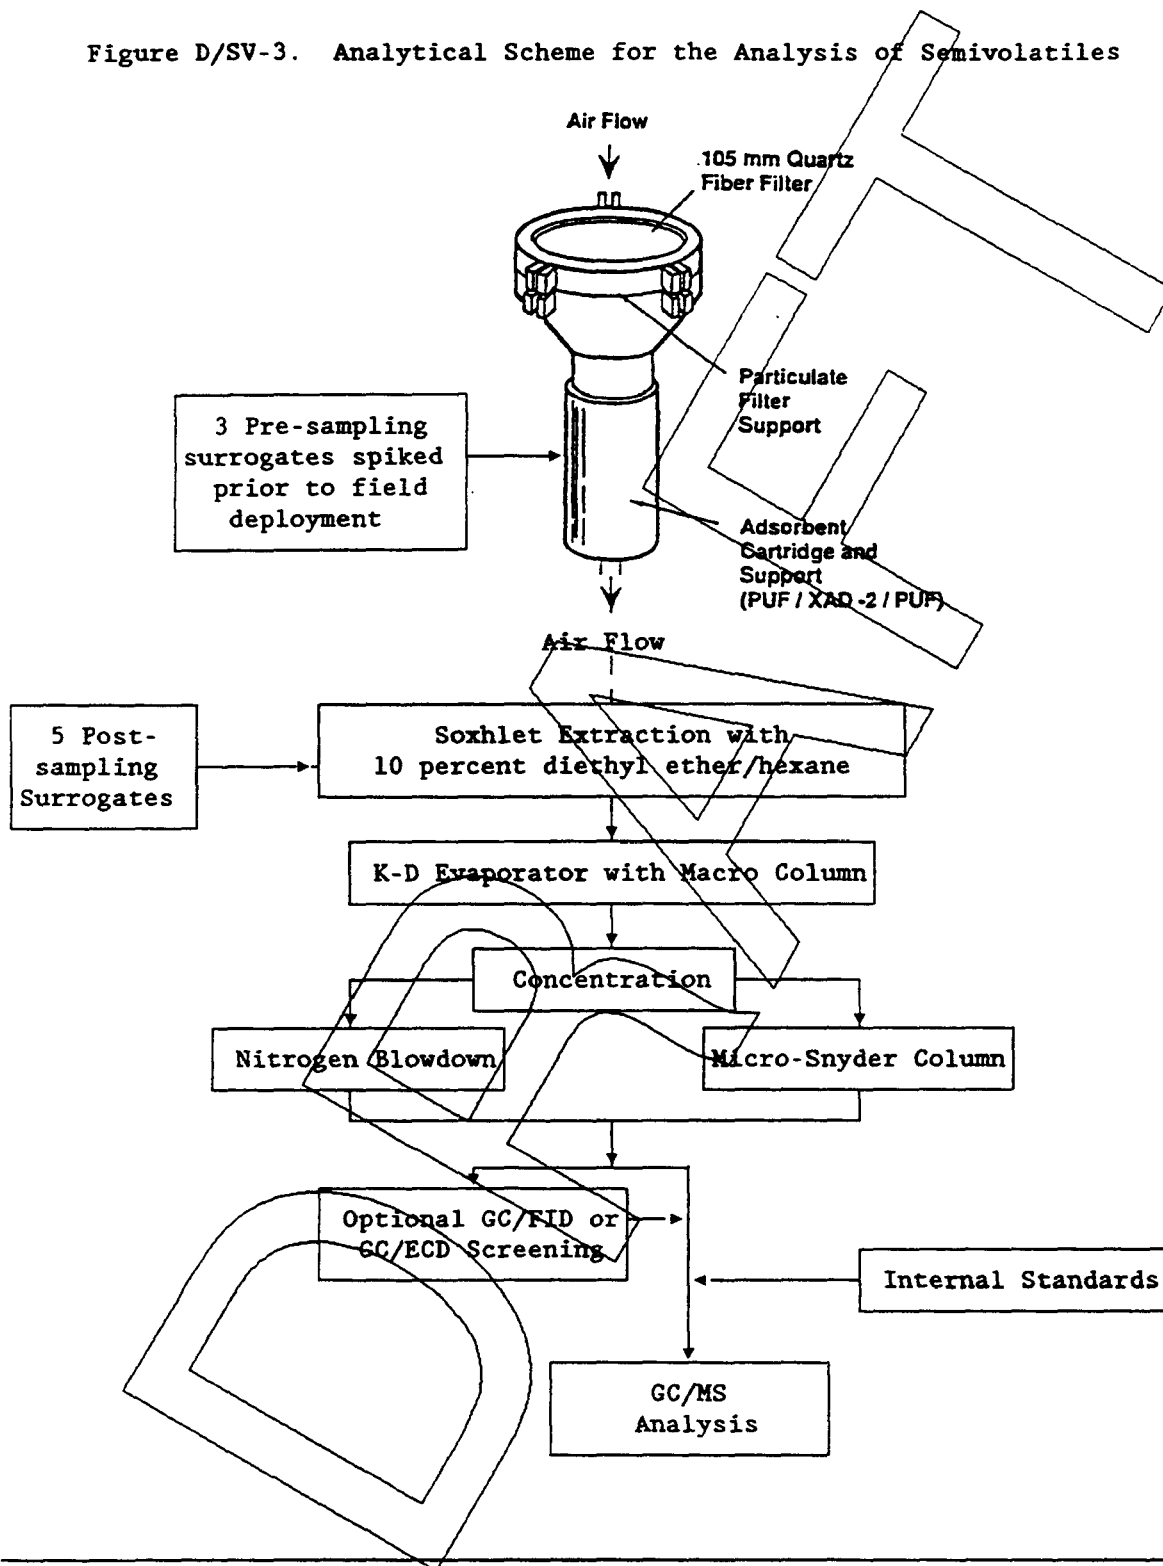 Figure D/SV-3. Analytical Scheme for the Analysis of Semivolatiles
Air Flow
.105 mm Quartz
Fiber Filter
Particulate
Filter
Support
3 Pre-sampling
surrogates spiked
prior to field
deployment
Adsorbent
Cartridge and
Support
(PUF / XAD -2 / PUF)
Air Flow
5 Post-
sampling
Surrogates
Soxhlet Extraction with
10 percent diethyl ether/hexane
K-D Evaporator with Macro Column
Concentration
Nitrogen Blowdown
Micro-Snyder Column
Optional GC/FID or
GC/ECD Screening
Internal Standards
GC/MS
Analysis
DRAFT